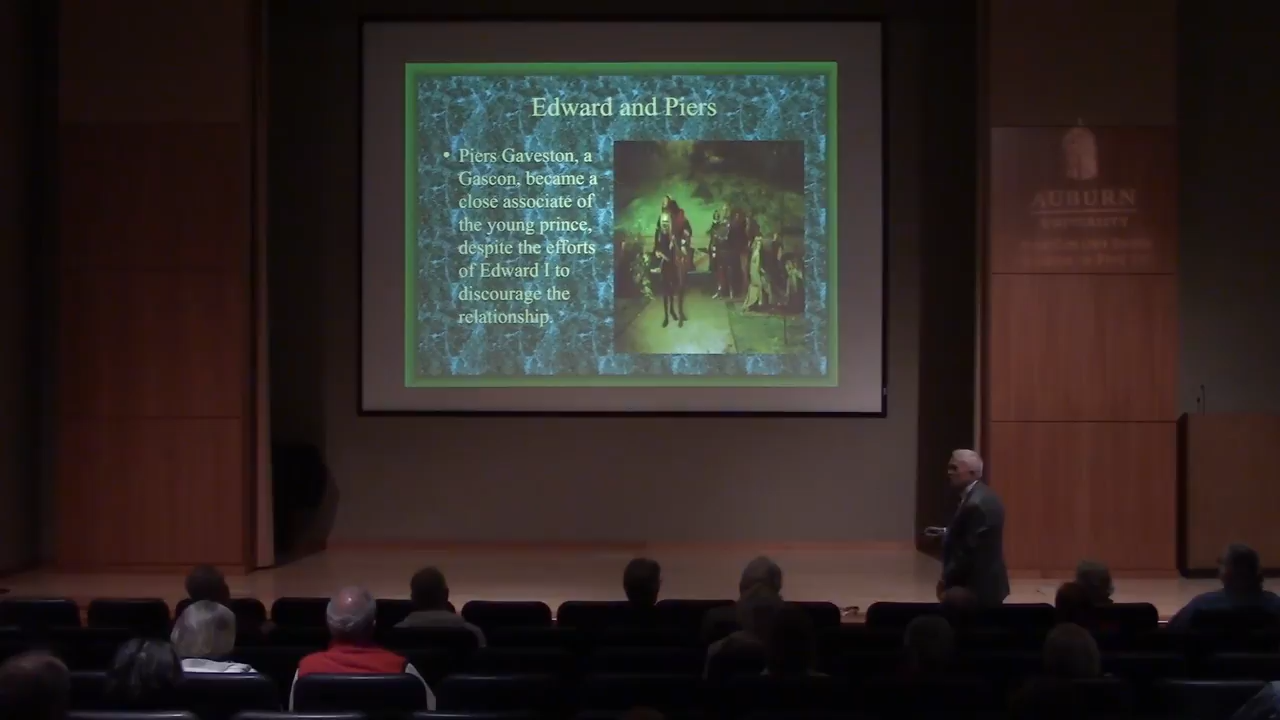 Edward and Piers
• Piers Gaveston, a
Gascon, became a
close associate of
the young prince,
despite the efforts
of Edward I to
discourage the
relationship.
AUBURN
UNIVERSITY